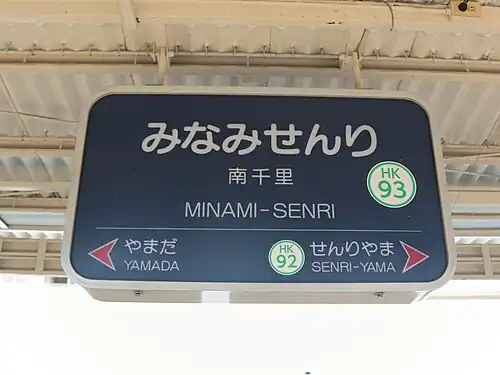 みなみせんり
南千里
HK
93
MINAMI-SENRI
やまだ
YAMADA
HK
92
せんりやま
SENRI-YAMA